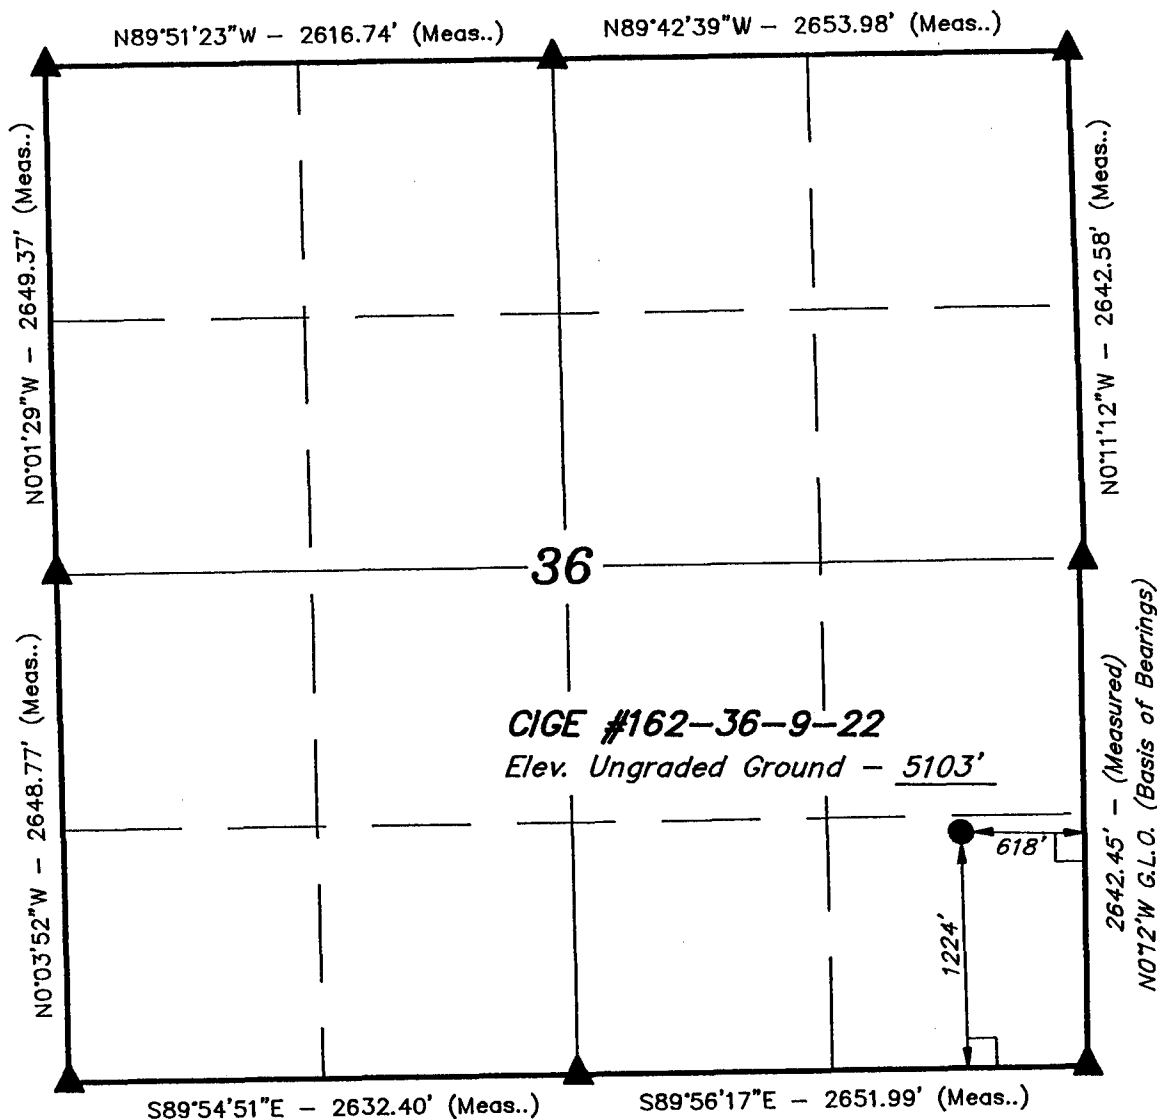 N89°51'23"W – 2616.74' (Meas..)
N89°42'39"W – 2653.98' (Meas..)
N0°01'29"W – 2649.37' (Meas..)
N0°11'12"W – 2642.58' (Meas..)
36
N0°03'52"W – 2648.77' (Meas..)
CIGE #162–36–9–22
Elev. Ungraded Ground – 5103'
618'
1224'
2642.45' – (Measured)
N0°12'W G.L.O. (Basis of Bearings)
S89°54'51"E – 2632.40' (Meas..)
S89°56'17"E – 2651.99' (Meas..)